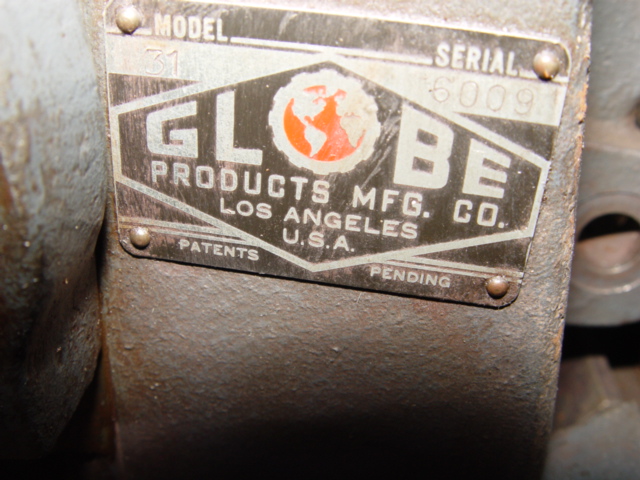 MODEL SERIAL
31 6009
GLOBE
PRODUCTS MFG. CO.
LOS ANGELES
U.S.A.
PATENTS PENDING